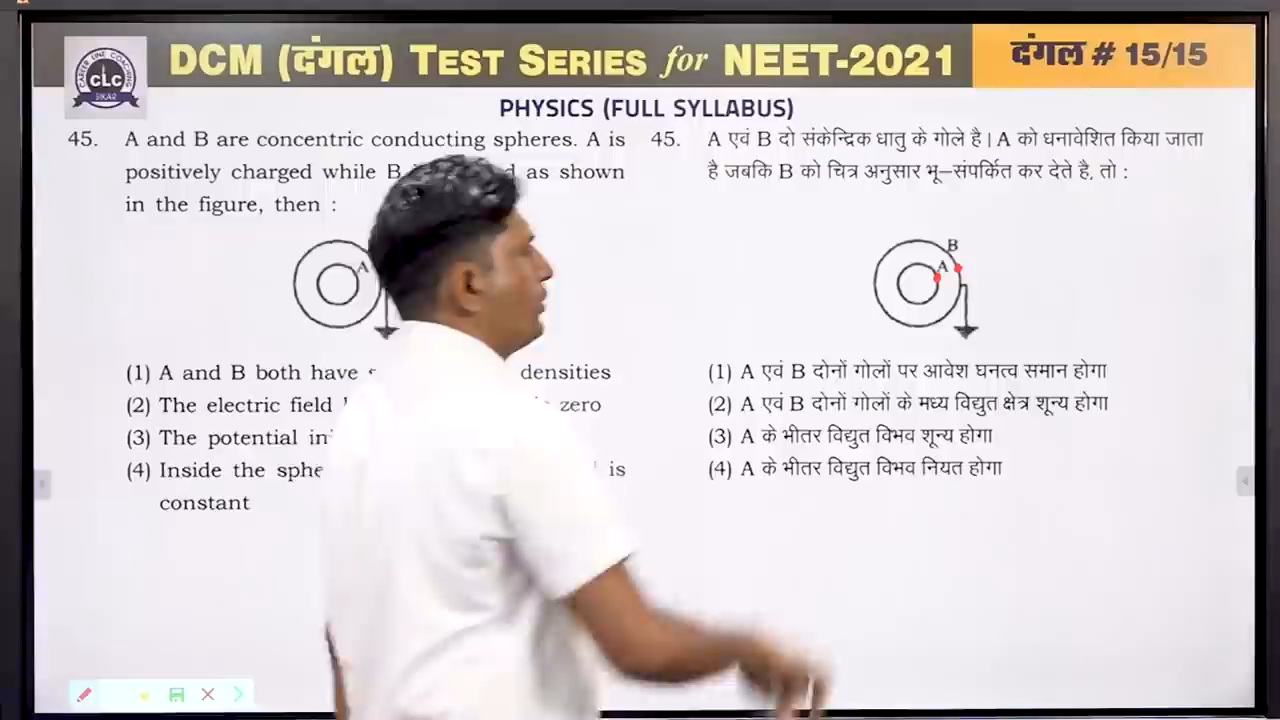 DCM (दंगल) TEST SERIES for NEET-2021
दंगल # 15/15
CLC
SIKAR
PHYSICS (FULL SYLLABUS)
45. A and B are concentric conducting spheres. A is
positively charged while B as shown
in the figure, then :
A
(1) A and B both have densities
(2) The electric field zero
(3) The potential
(4) Inside the is
constant
45. A एवं B दो संकेन्द्रिक धातु के गोले है। A को धनावेशित किया जाता
है जबकि B को चित्र अनुसार भू–संपर्कित कर देते है, तो :
B
A
(1) A एवं B दोनों गोलों पर आवेश घनत्व समान होगा
(2) A एवं B दोनों गोलों के मध्य विद्युत क्षेत्र शून्य होगा
(3) A के भीतर विद्युत विभव शून्य होगा
(4) A के भीतर विद्युत विभव नियत होगा